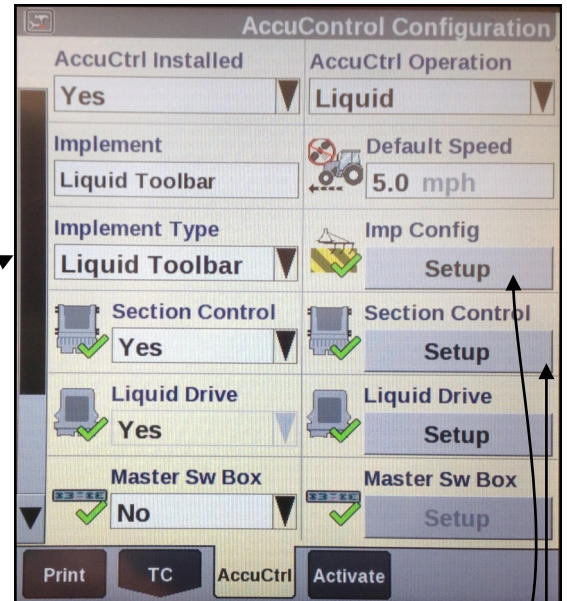 AccuControl Configuration
AccuCtrl Installed
AccuCtrl Operation
Yes
Liquid
Implement
Default Speed
Liquid Toolbar
5.0 mph
Implement Type
Imp Config
Liquid Toolbar
Setup
Section Control
Section Control
Yes
Setup
Liquid Drive
Liquid Drive
Yes
Setup
Master Sw Box
Master Sw Box
No
Setup
Print
TC
AccuCtrl
Activate